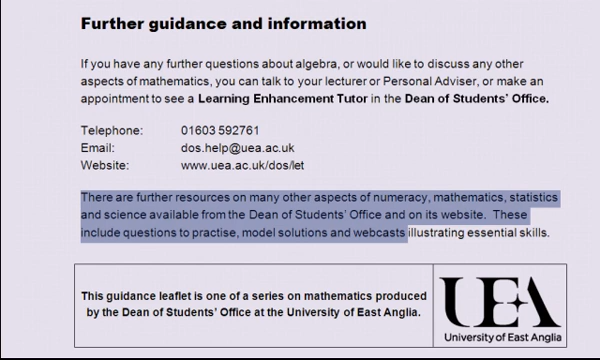 Further guidance and information
If you have any further questions about algebra, or would like to discuss any other
aspects of mathematics, you can talk to your lecturer or Personal Adviser, or make an
appointment to see a Learning Enhancement Tutor in the Dean of Students' Office.
Telephone: 01603 592761
Email: dos.help@uea.ac.uk
Website: www.uea.ac.uk/dos/let
There are further resources on many other aspects of numeracy, mathematics, statistics
and science available from the Dean of Students' Office and on its website. These
include questions to practise, model solutions and webcasts illustrating essential skills.
This guidance leaflet is one of a series on mathematics produced
by the Dean of Students' Office at the University of East Anglia.
UEA
University of East Anglia